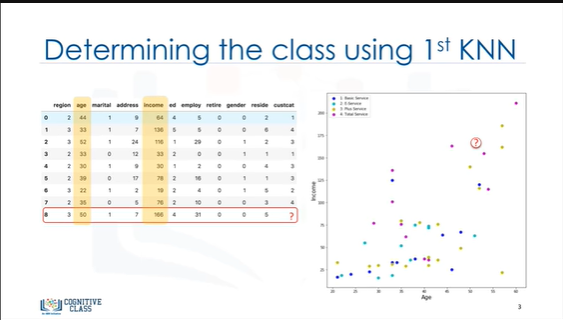 Determining the class using 1st KNN
region age marital address income ed employ retire gender reside custcat
0 2 44 1 9 64 4 5 0 0 2 1
1 3 33 1 7 136 5 5 0 0 6 4
2 3 52 1 24 116 1 29 0 1 2 3
3 2 33 0 12 33 2 0 0 1 1 1
4 2 30 1 9 30 1 2 0 0 4 3
5 2 39 0 17 78 2 16 0 1 1 3
6 3 22 1 2 19 2 4 0 1 5 2
7 2 35 0 5 76 2 10 0 0 3 4
8 3 50 1 7 166 4 31 0 0 5 ?
1: Basic Service
2: E-Service
3: Plus Service
4: Total Service
?
Income
200
175
150
125
100
75
50
25
20 25 30 35 40 45 50 55 60
Age
COGNITIVE
CLASS
3